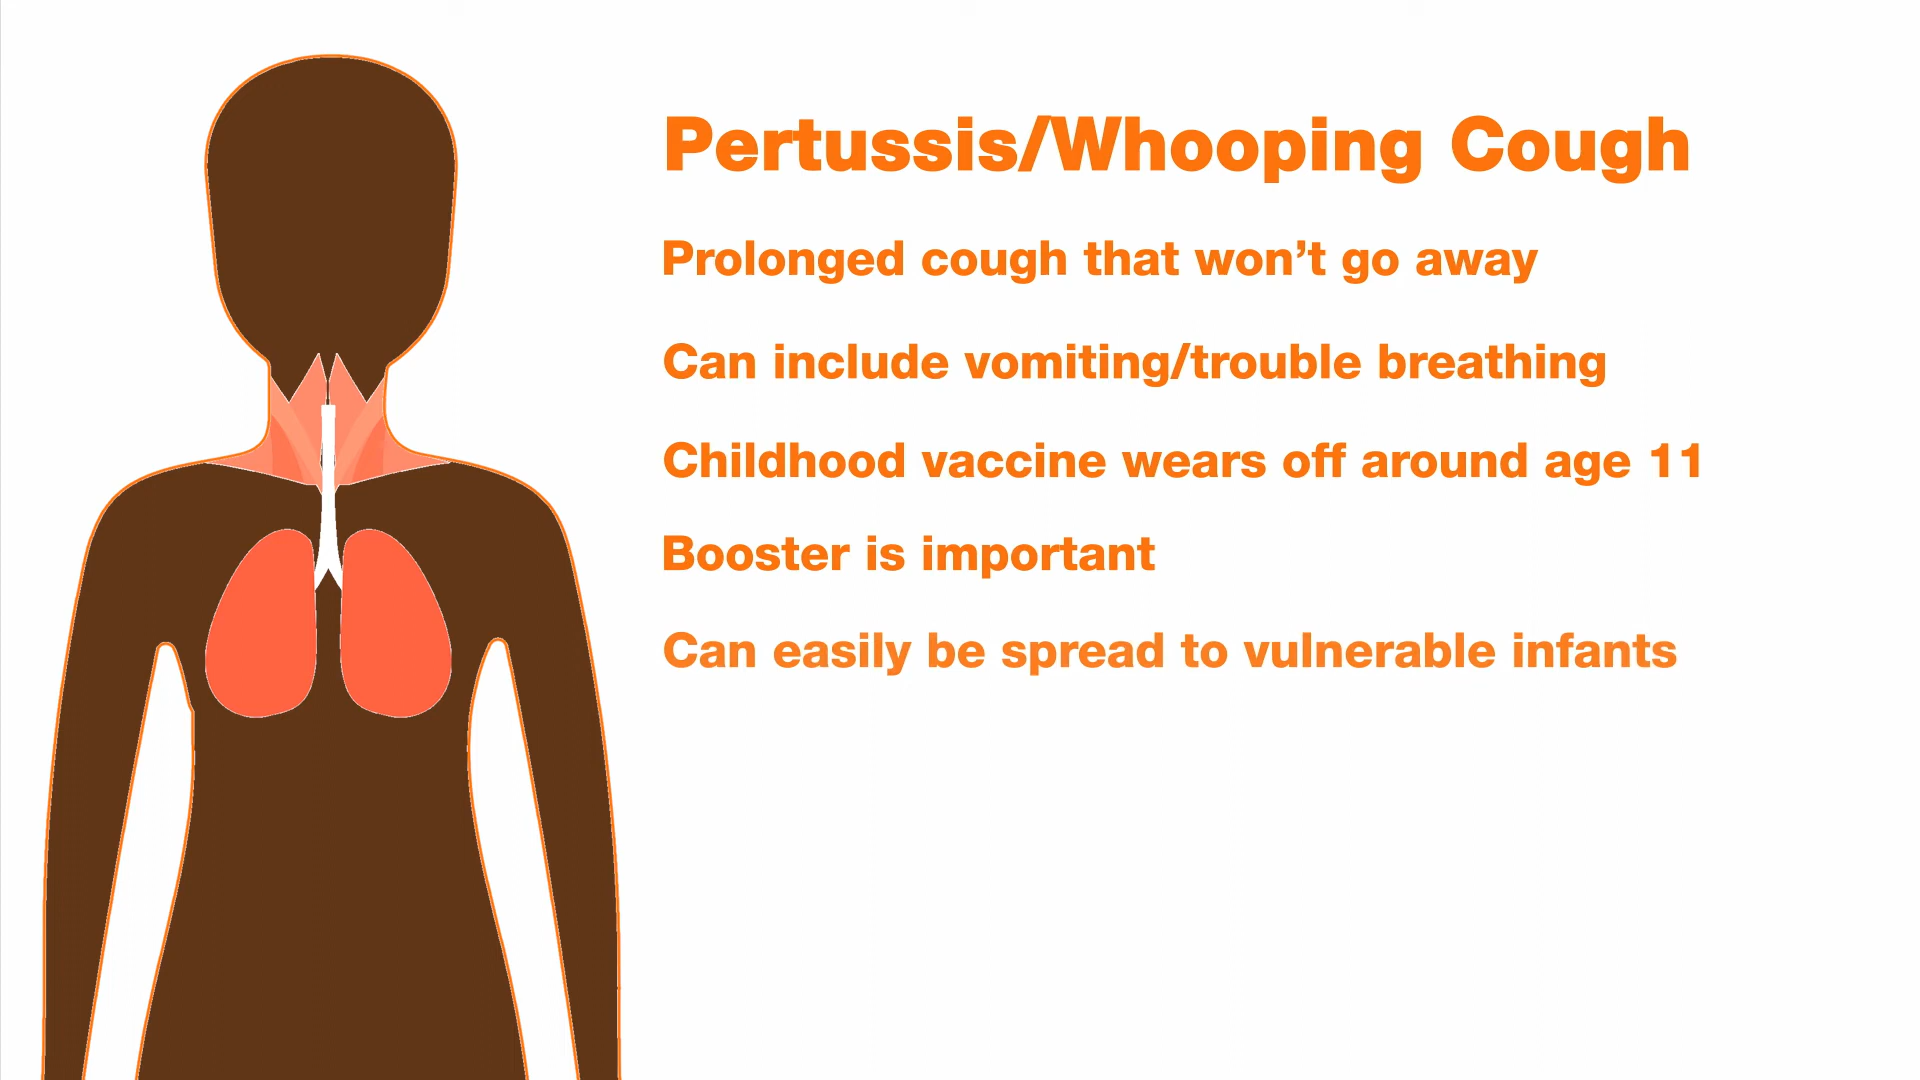 Pertussis/Whooping Cough
Prolonged cough that won’t go away
Can include vomiting/trouble breathing
Childhood vaccine wears off around age 11
Booster is important
Can easily be spread to vulnerable infants